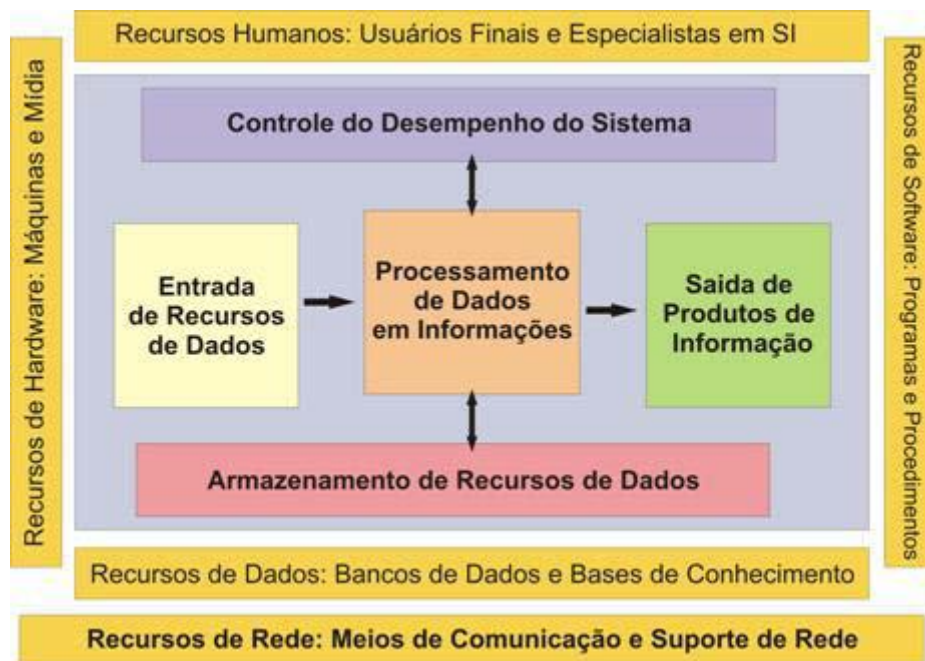 Recursos Humanos: Usuários Finais e Especialistas em SI
Recursos de Hardware: Máquinas e Mídia
Controle do Desempenho do Sistema
Entrada
de Recursos
de Dados
Processamento
de Dados
em Informações
Saida de
Produtos de
Informação
Armazenamento de Recursos de Dados
Recursos de Software: Programas e Procedimentos
Recursos de Dados: Bancos de Dados e Bases de Conhecimento
Recursos de Rede: Meios de Comunicação e Suporte de Rede